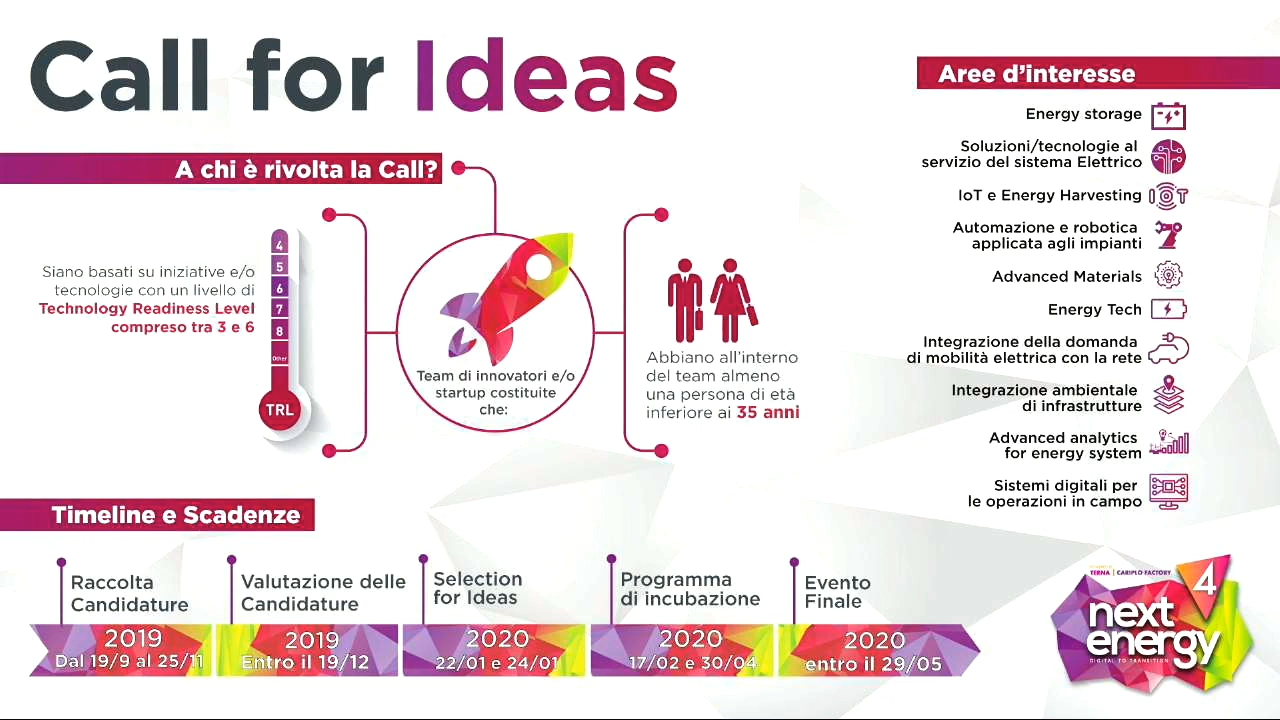 Call for Ideas
A chi è rivolta la Call?
Siano basati su iniziative e/o
tecnologie con un livello di
Technology Readiness Level
compreso tra 3 e 6
4
5
6
7
8
Other
TRL
Team di innovatori e/o
startup costituite
che:
Abbiano all'interno
del team almeno
una persona di età
inferiore ai 35 anni
Aree d'interesse
Energy storage
Soluzioni/tecnologie al
servizio del sistema Elettrico
IoT e Energy Harvesting
IOT
Automazione e robotica
applicata agli impianti
Advanced Materials
Energy Tech
Integrazione della domanda
di mobilità elettrica con la rete
Integrazione ambientale
di infrastrutture
Advanced analytics
for energy system
Sistemi digitali per
le operazioni in campo
Timeline e Scadenze
Raccolta
Candidature
2019
Dal 19/9 al 25/11
Valutazione delle
Candidature
2019
Entro il 19/12
Selection
for Ideas
2020
22/01 e 24/01
Programma
di incubazione
2020
17/02 e 30/04
Evento
Finale
2020
entro il 29/05
TERNA | CARIPLO FACTORY
4
next
energy
DIGITAL TO TRANSITION